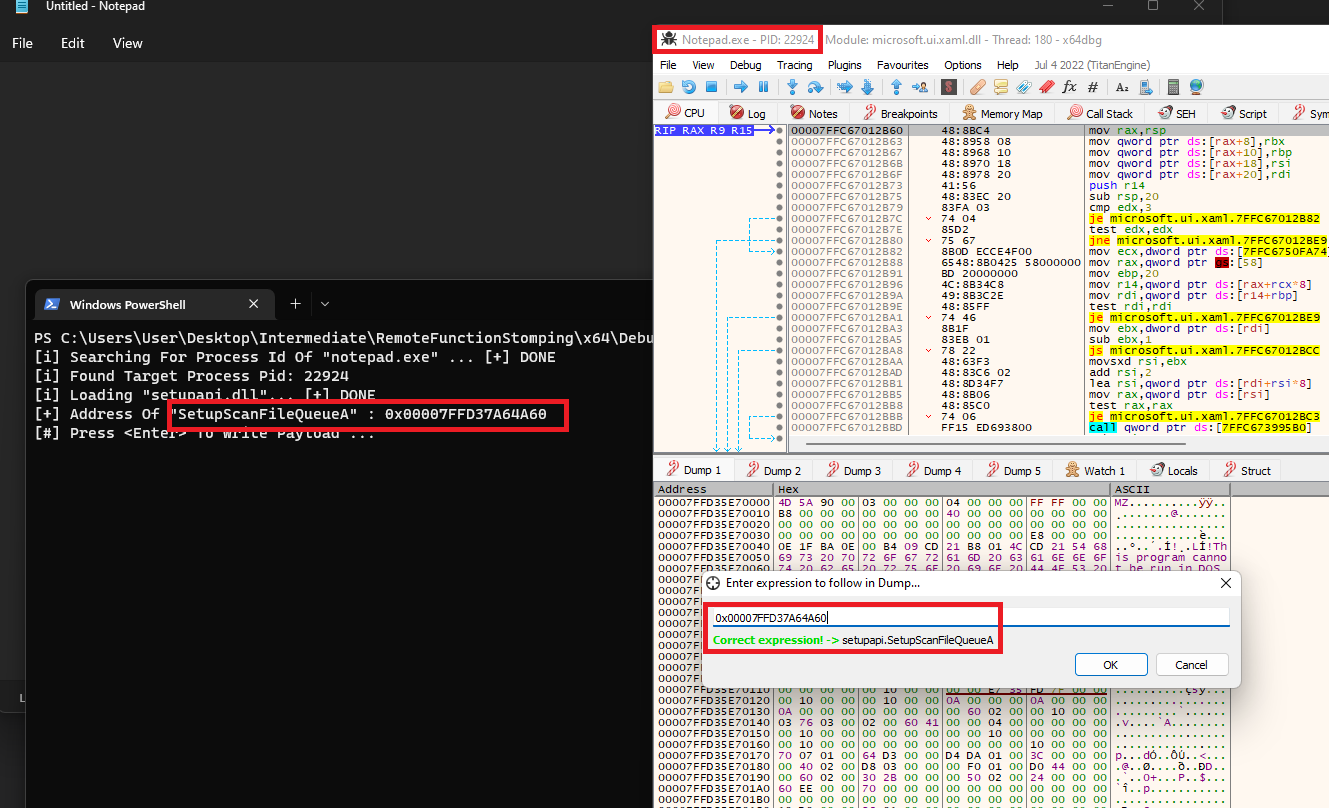 Untitled - Notepad
File Edit View
Windows PowerShell
PS C:\Users\User\Desktop\Intermediate\RemoteFunctionStomping\x64\Debu
[i] Searching For Process Id Of "notepad.exe" ... [+] DONE
[i] Found Target Process Pid: 22924
[i] Loading "setupapi.dll"... [+] DONE
[+] Address Of "SetupScanFileQueueA" : 0x00007FFD37A64A60
[#] Press <Enter> To Write Payload ...
Notepad.exe - PID: 22924 Module: microsoft.ui.xaml.dll - Thread: 180 - x64dbg
File View Debug Tracing Plugins Favourites Options Help Jul 4 2022 (TitanEngine)
CPU Log Notes Breakpoints Memory Map Call Stack SEH Script Sym
RIP RAX R9 R15
00007FFC67012B60 48:8BC4 mov rax,rsp
00007FFC67012B63 48:8958 08 mov qword ptr ds:[rax+8],rbx
00007FFC67012B67 48:8968 10 mov qword ptr ds:[rax+10],rbp
00007FFC67012B6B 48:8970 18 mov qword ptr ds:[rax+18],rsi
00007FFC67012B6F 48:8978 20 mov qword ptr ds:[rax+20],rdi
00007FFC67012B73 41:56 push r14
00007FFC67012B75 48:83EC 20 sub rsp,20
00007FFC67012B79 83FA 03 cmp edx,3
00007FFC67012B7C 74 04 je microsoft.ui.xaml.7FFC67012B82
00007FFC67012B7E 85D2 test edx,edx
00007FFC67012B80 75 67 jne microsoft.ui.xaml.7FFC67012BE9
00007FFC67012B82 8B0D ECCE4F00 mov ecx,dword ptr ds:[7FFC6750FA74]
00007FFC67012B88 6548:8B0425 58000000 mov rax,qword ptr gs:[58]
00007FFC67012B91 BD 20000000 mov ebp,20
00007FFC67012B96 4C:8B34C8 mov r14,qword ptr ds:[rax+rcx*8]
00007FFC67012B9A 49:8B3C2E mov rdi,qword ptr ds:[r14+rbp]
00007FFC67012B9E 48:85FF test rdi,rdi
00007FFC67012BA1 74 46 je microsoft.ui.xaml.7FFC67012BE9
00007FFC67012BA3 8B1F mov ebx,dword ptr ds:[rdi]
00007FFC67012BA5 83EB 01 sub ebx,1
00007FFC67012BA8 78 22 js microsoft.ui.xaml.7FFC67012BCC
00007FFC67012BAA 48:63F3 movsxd rsi,ebx
00007FFC67012BAD 48:83C6 02 add rsi,2
00007FFC67012BB1 48:8D34F7 lea rsi,qword ptr ds:[rdi+rsi*8]
00007FFC67012BB5 48:8B06 mov rax,qword ptr ds:[rsi]
00007FFC67012BB8 48:85C0 test rax,rax
00007FFC67012BBB 74 06 je microsoft.ui.xaml.7FFC67012BC3
00007FFC67012BBD FF15 ED693800 call qword ptr ds:[7FFC673995B0]
Dump 1 Dump 2 Dump 3 Dump 4 Dump 5 Watch 1 Locals Struct
Address Hex ASCII
00007FFD35E70000 4D 5A 90 00 03 00 00 00 04 00 00 00 FF FF 00 00 MZ..........ÿÿ..
00007FFD35E70010 B8 00 00 00 00 00 00 00 40 00 00 00 00 00 00 00 ¸.......@.......
00007FFD35E70020 00 00 00 00 00 00 00 00 00 00 00 00 00 00 00 00 ................
00007FFD35E70030 00 00 00 00 00 00 00 00 00 00 00 00 E8 00 00 00 ............è...
00007FFD35E70040 0E 1F BA 0E 00 B4 09 CD 21 B8 01 4C CD 21 54 68 ..º..´.Í!¸.LÍ!Th
00007FFD35E70050 69 73 20 70 72 6F 67 72 61 6D 20 63 61 6E 6E 6F is program canno
00007FFD35E70060 74 20 62 65 20 72 75 6E 20 69 6E 20 44 4F 53 20 t be run in DOS
Enter expression to follow in Dump...
0x00007FFD37A64A60
Correct expression! -> setupapi.SetupScanFileQueueA
OK Cancel
00007FFD35E70120 00 10 00 00 00 10 00 00 0A 00 00 00 0A 00 00 00
00007FFD35E70130 0A 00 00 00 00 00 00 00 00 60 02 00 00 10 00 00
00007FFD35E70140 03 76 03 00 02 00 60 41 00 00 04 00 00 00 00 00 .v....`A........
00007FFD35E70150 00 10 00 00 00 00 00 00 00 00 10 00 00 00 00 00
00007FFD35E70160 00 10 00 00 00 00 00 00 00 00 00 00 10 00 00 00
00007FFD35E70170 70 07 01 00 64 D3 00 00 D4 DA 01 00 3C 00 00 00 p...dÓ..ÔÚ..<...
00007FFD35E70180 00 40 02 00 D8 03 00 00 00 F0 01 00 D0 44 00 00 .@..Ø....ð..ÐD..
00007FFD35E70190 00 60 02 00 30 2B 00 00 00 50 02 00 24 00 00 00 .`..0+...P..$...
00007FFD35E701A0 60 EE 00 00 70 00 00 00 00 00 00 00 00 00 00 00 `î..p...........
00007FFD35E701B0 00 00 00 00 00 00 00 00 00 00 00 00 00 00 00 00 ................